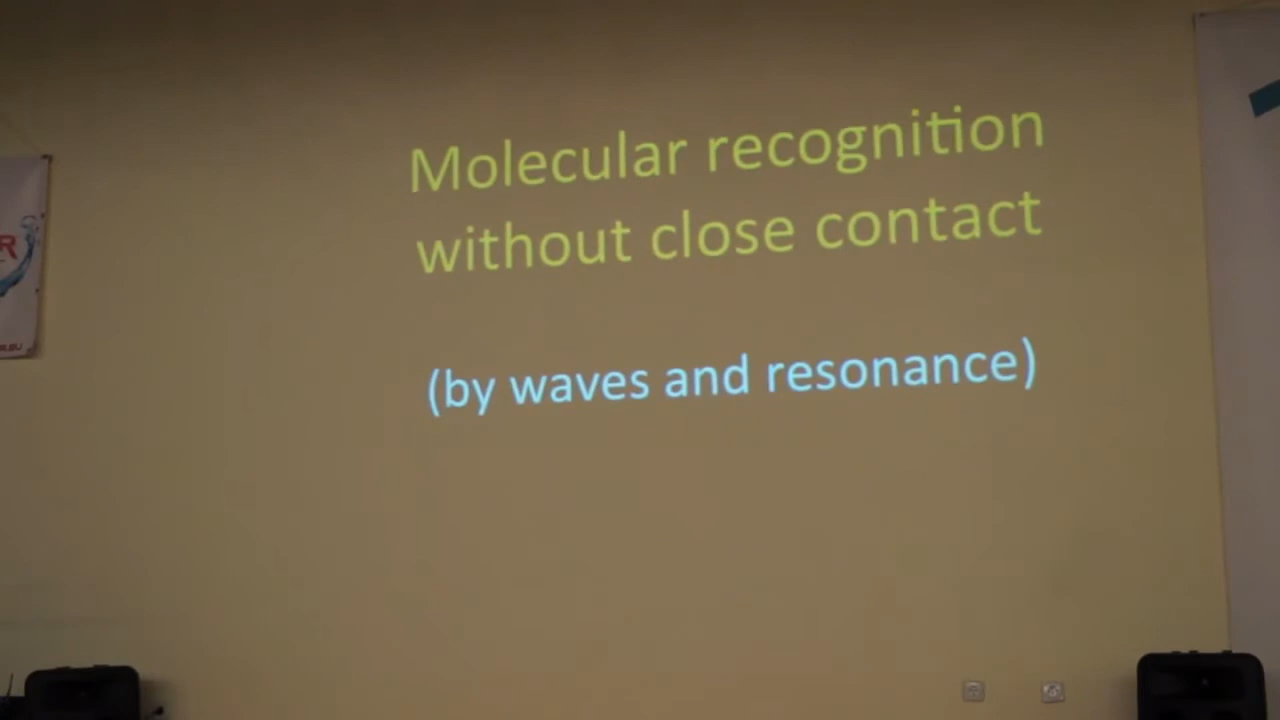 Molecular recognition
without close contact
(by waves and resonance)